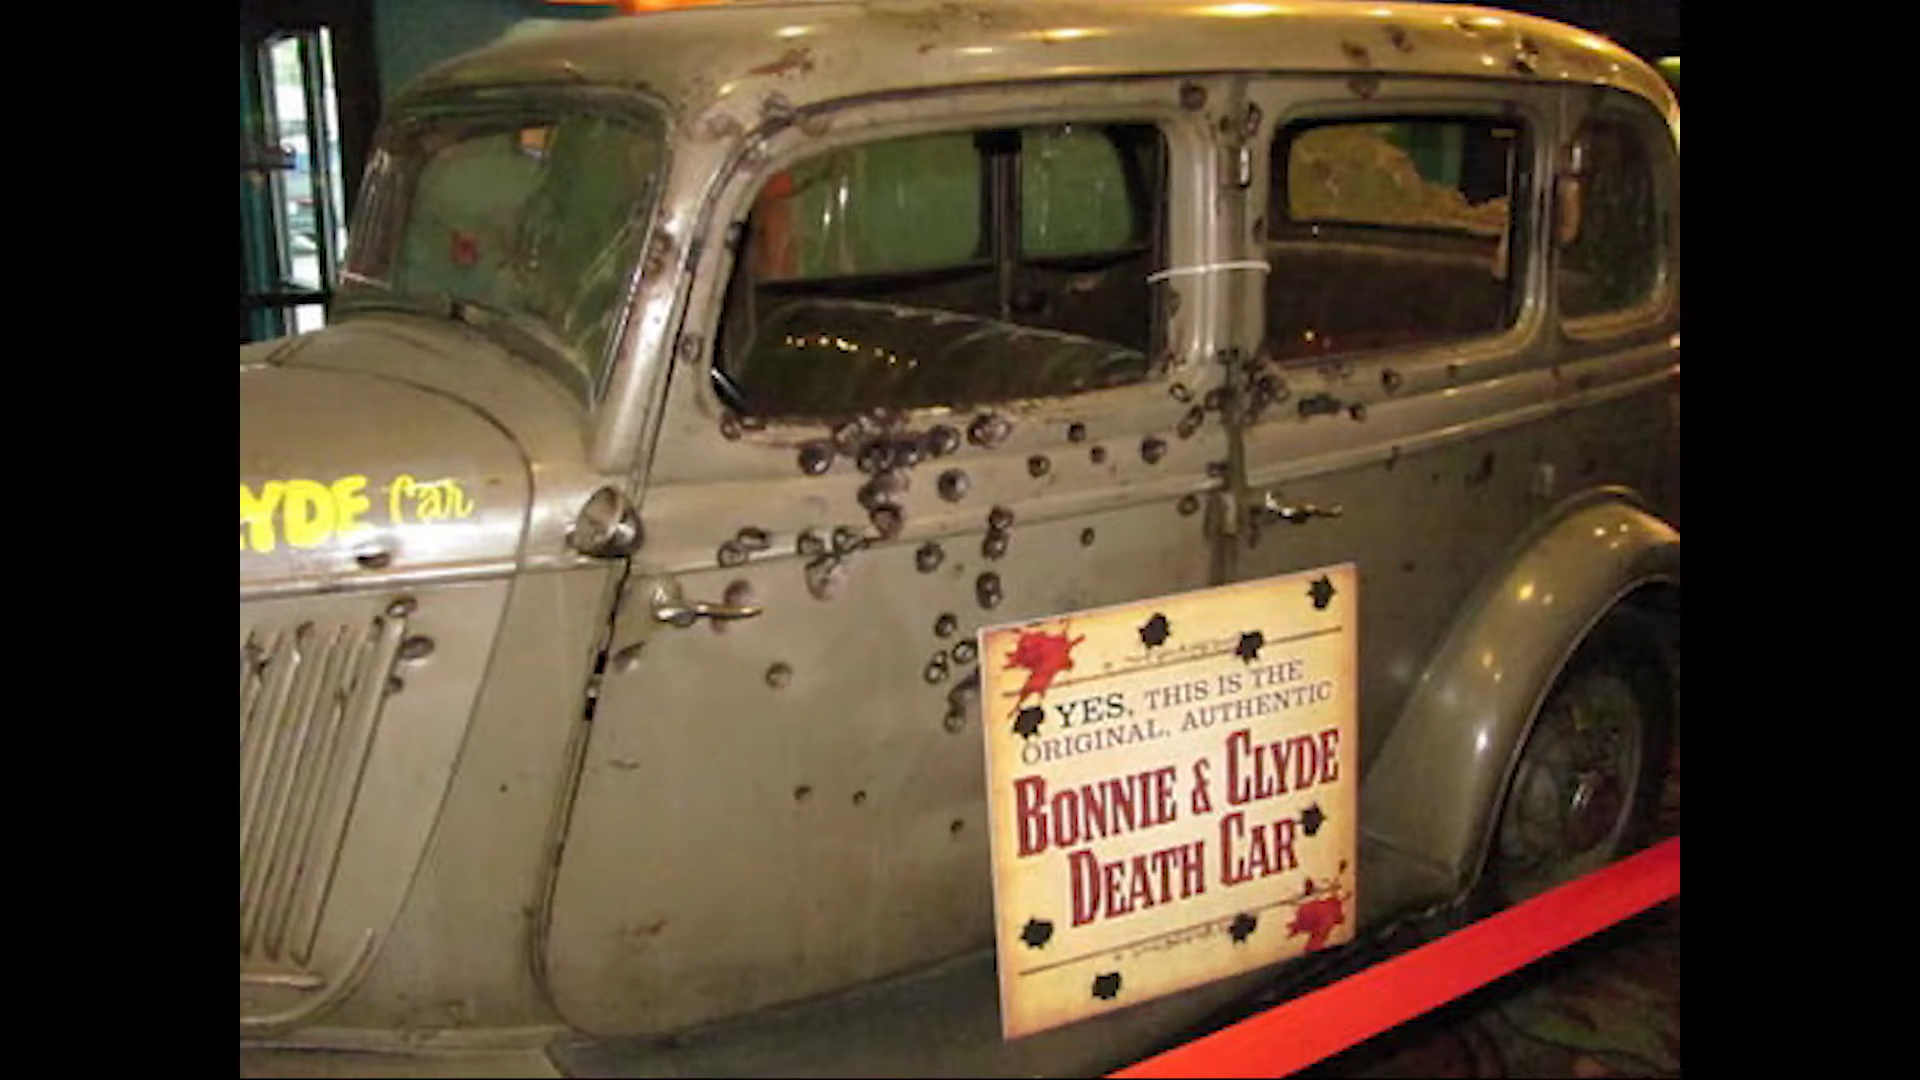 YDE Car
YES, THIS IS THE
ORIGINAL, AUTHENTIC
BONNIE & CLYDE
DEATH CAR